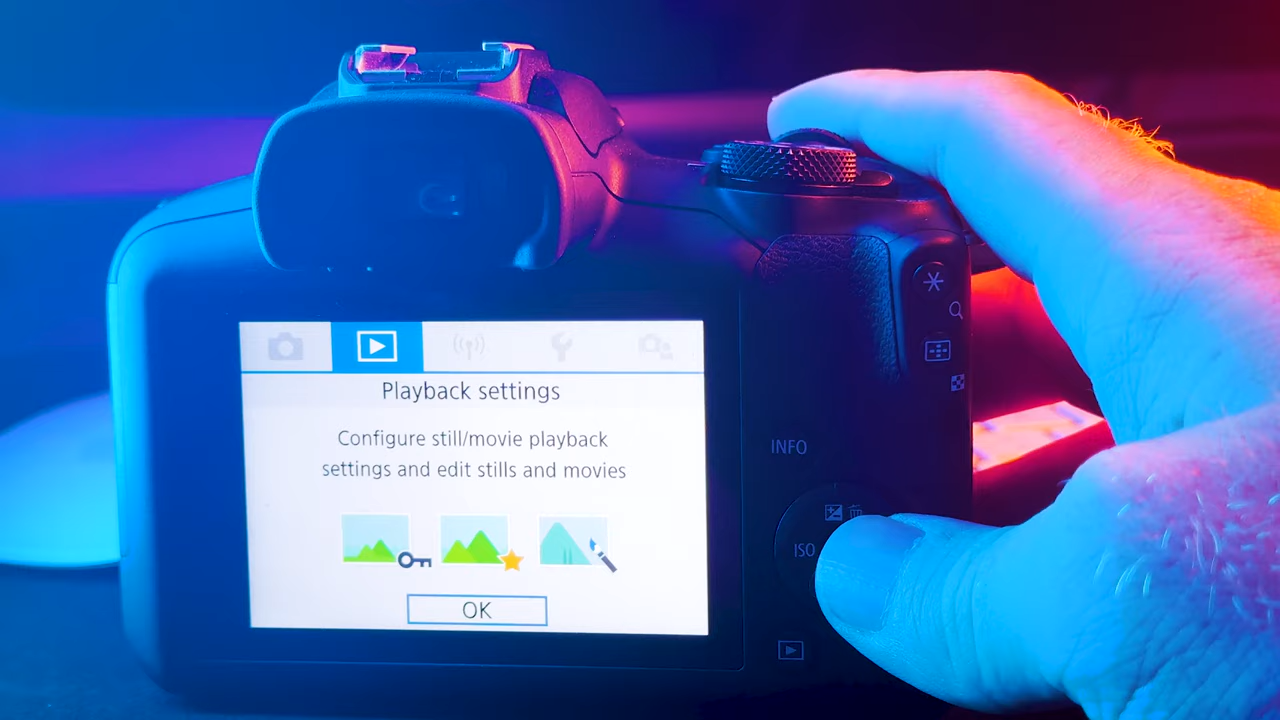 Playback settings
Configure still/movie playback
settings and edit stills and movies
OK
INFO
ISO